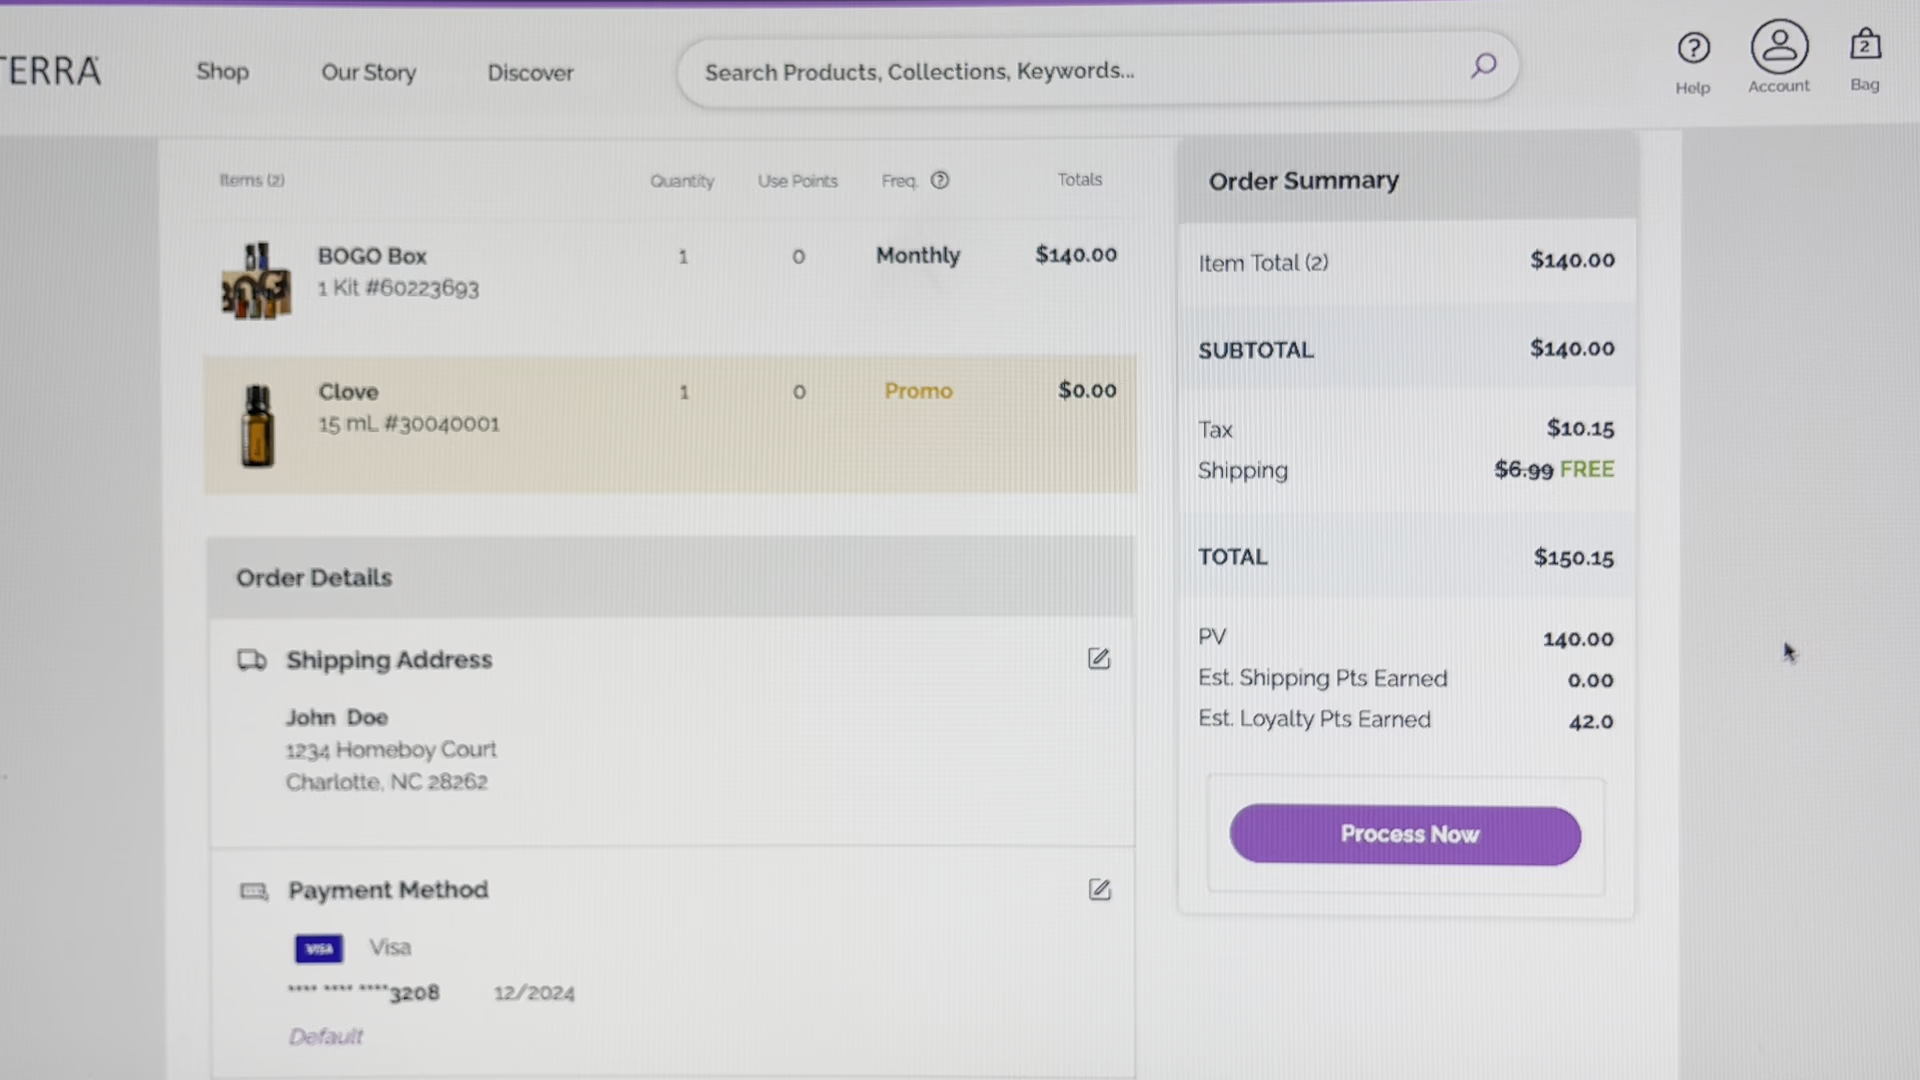 TERRA
Shop
Our Story
Discover
Search Products, Collections, Keywords...
Help
Account
2
Bag
Items (2)
Quantity
Use Points
Freq.
Totals
BOGO Box
1 Kit #60223693
1
0
Monthly
$140.00
Clove
15 mL #30040001
1
0
Promo
$0.00
Order Details
Shipping Address
John Doe
1234 Homeboy Court
Charlotte, NC 28262
Payment Method
VISA
Visa
**** **** ****3208
12/2024
Default
Order Summary
Item Total (2)
$140.00
SUBTOTAL
$140.00
Tax
$10.15
Shipping
$6.99 FREE
TOTAL
$150.15
PV
140.00
Est. Shipping Pts Earned
0.00
Est. Loyalty Pts Earned
42.0
Process Now